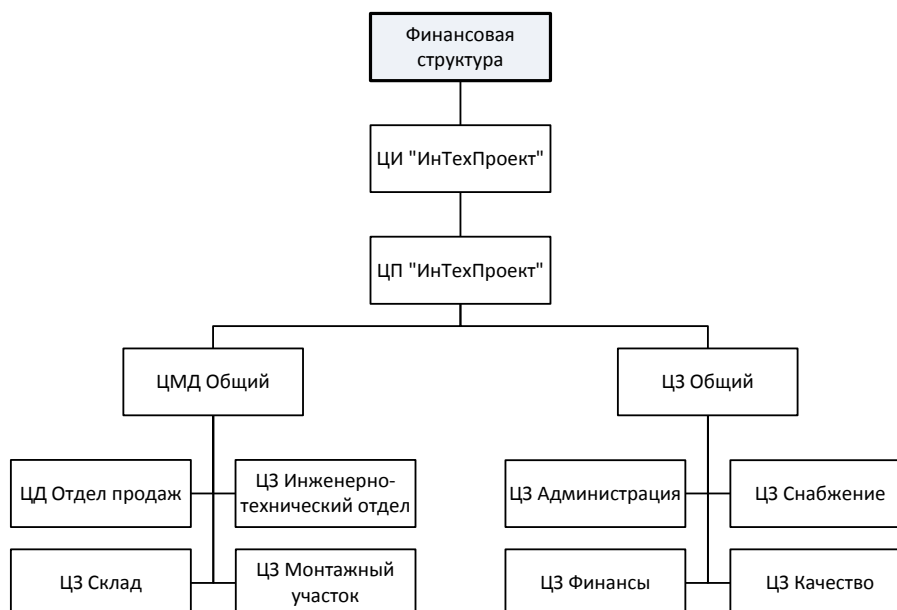 Финансовая
структура
ЦИ "ИнТехПроект"
ЦП "ИнТехПроект"
ЦМД Общий
ЦЗ Общий
ЦД Отдел продаж
ЦЗ Инженерно-
технический отдел
ЦЗ Администрация
ЦЗ Снабжение
ЦЗ Склад
ЦЗ Монтажный
участок
ЦЗ Финансы
ЦЗ Качество